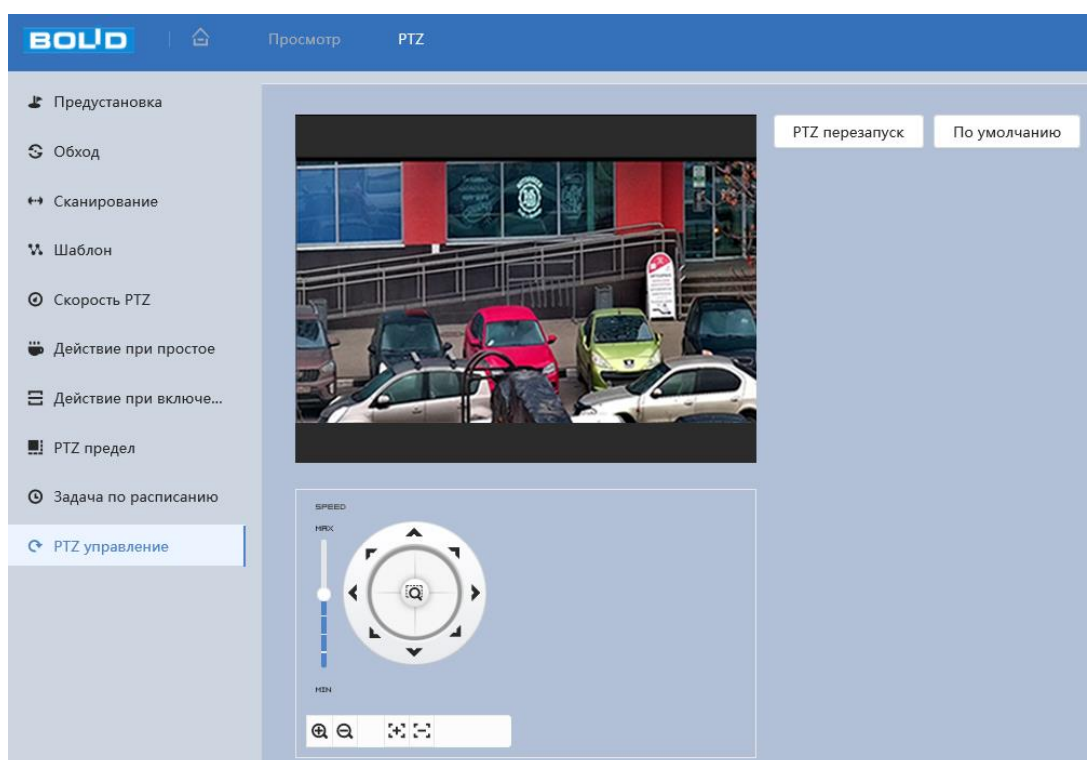 BOLID
Просмотр
PTZ
Предустановка
Обход
Сканирование
Шаблон
Скорость PTZ
Действие при простое
Действие при включе...
PTZ предел
Задача по расписанию
PTZ управление
PTZ перезапуск
По умолчанию
SPEED
MAX
MIN